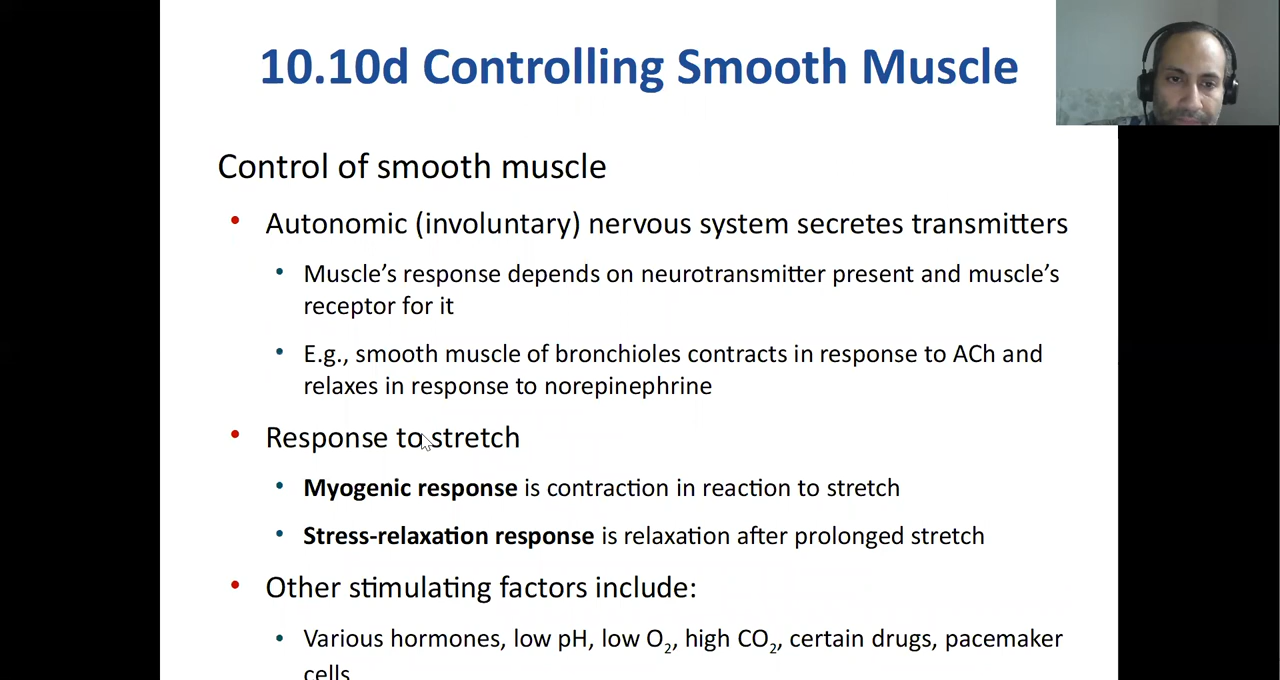 10.10d Controlling Smooth Muscle
Control of smooth muscle
• Autonomic (involuntary) nervous system secretes transmitters
• Muscle’s response depends on neurotransmitter present and muscle’s
receptor for it
• E.g., smooth muscle of bronchioles contracts in response to ACh and
relaxes in response to norepinephrine
• Response to stretch
• Myogenic response is contraction in reaction to stretch
• Stress-relaxation response is relaxation after prolonged stretch
• Other stimulating factors include:
• Various hormones, low pH, low O₂, high CO₂, certain drugs, pacemaker
cells